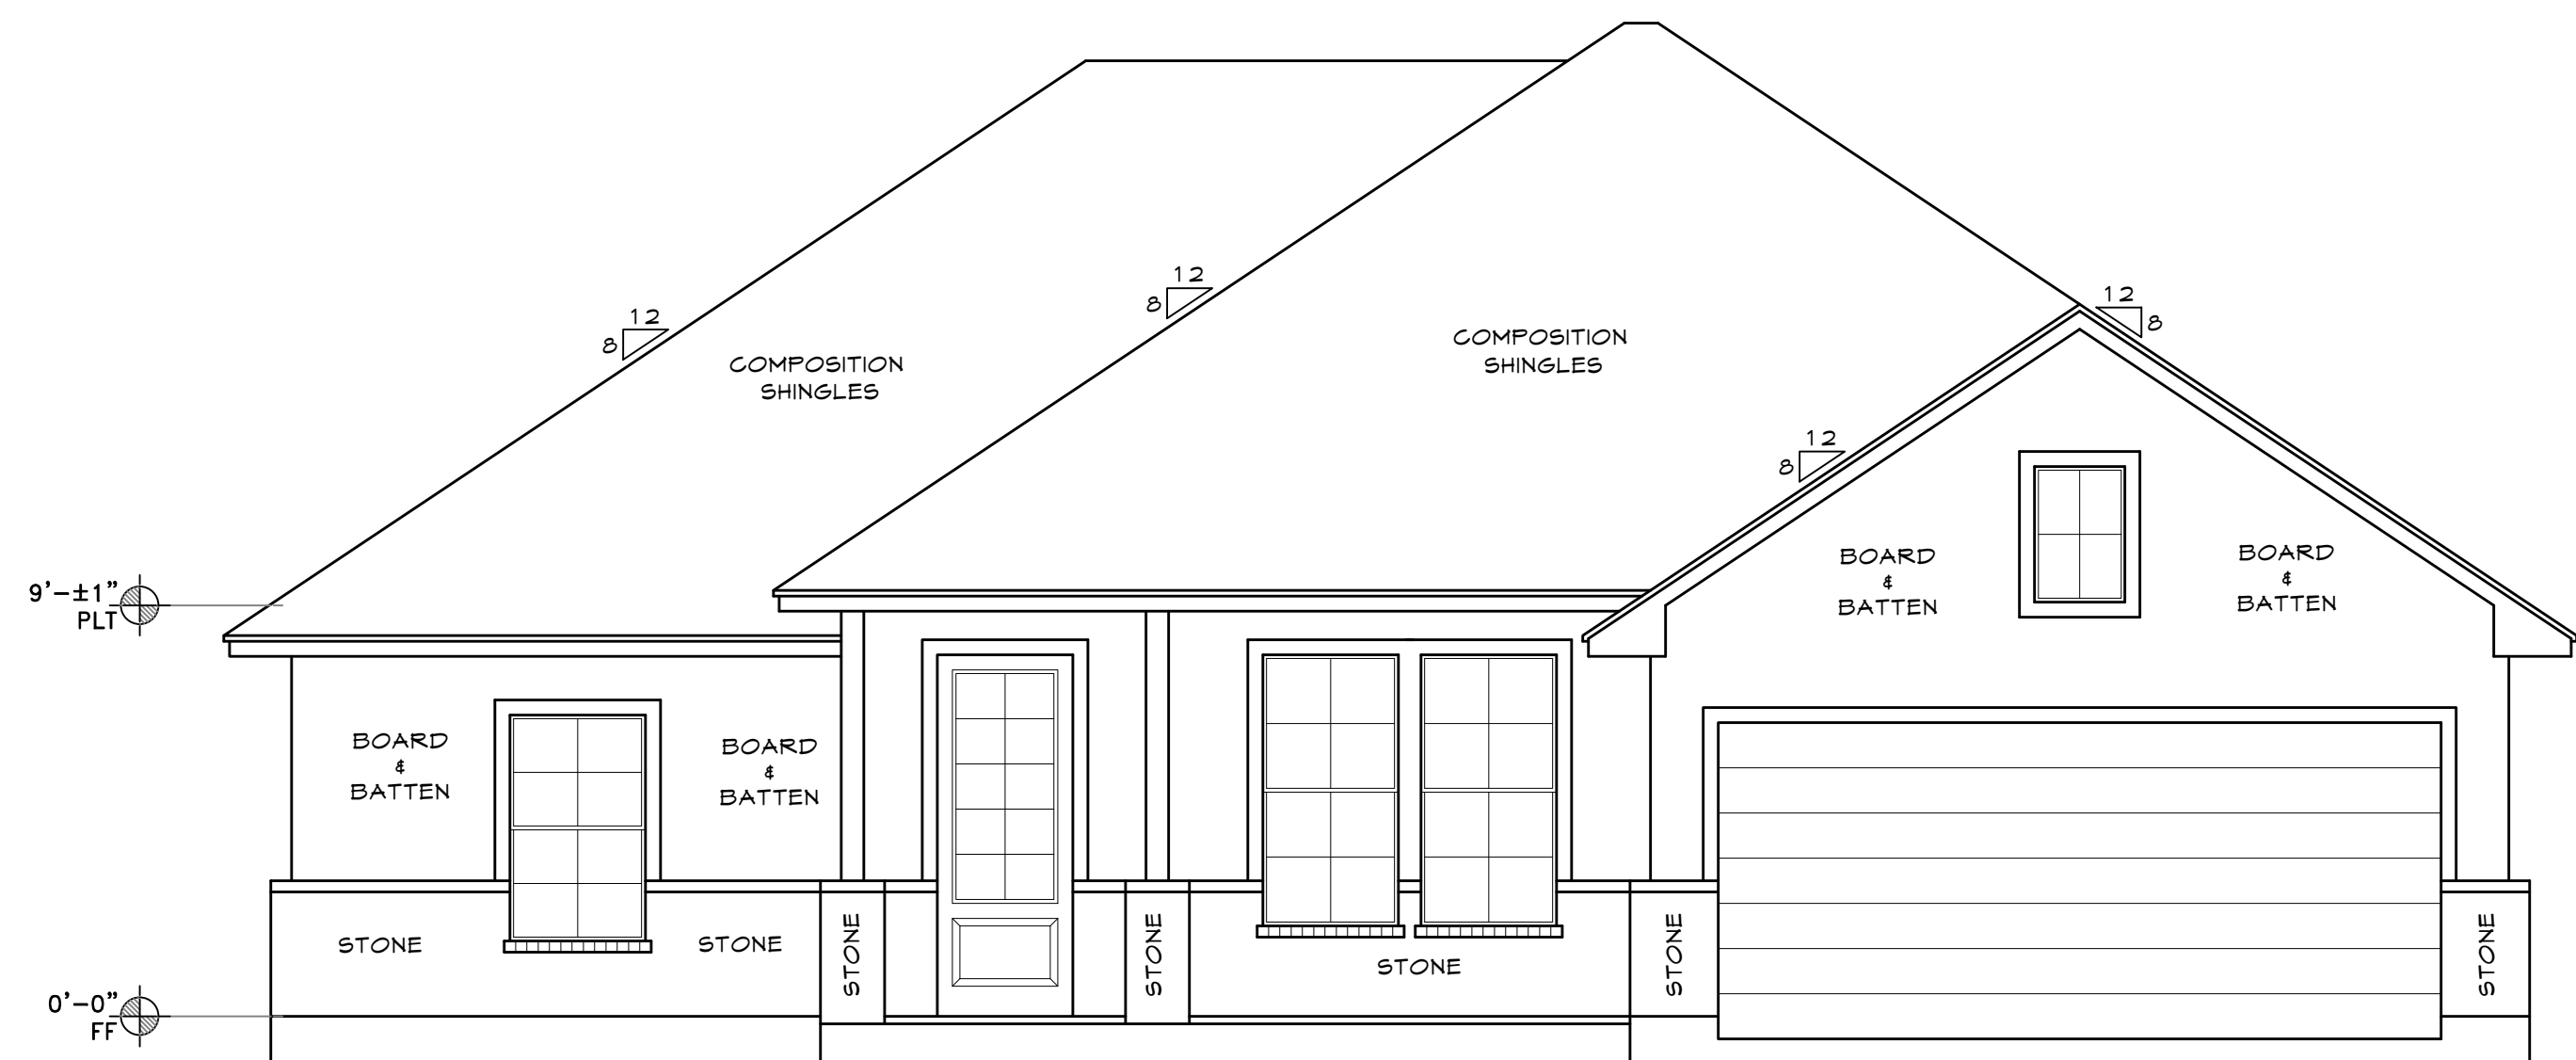 12
8
12
8
12
8
COMPOSITION
SHINGLES
COMPOSITION
SHINGLES
12
8
BOARD
&
BATTEN
BOARD
&
BATTEN
9'-±1"
PLT
BOARD
&
BATTEN
BOARD
&
BATTEN
STONE
STONE
STONE
STONE
STONE
STONE
STONE
0'-0"
FF